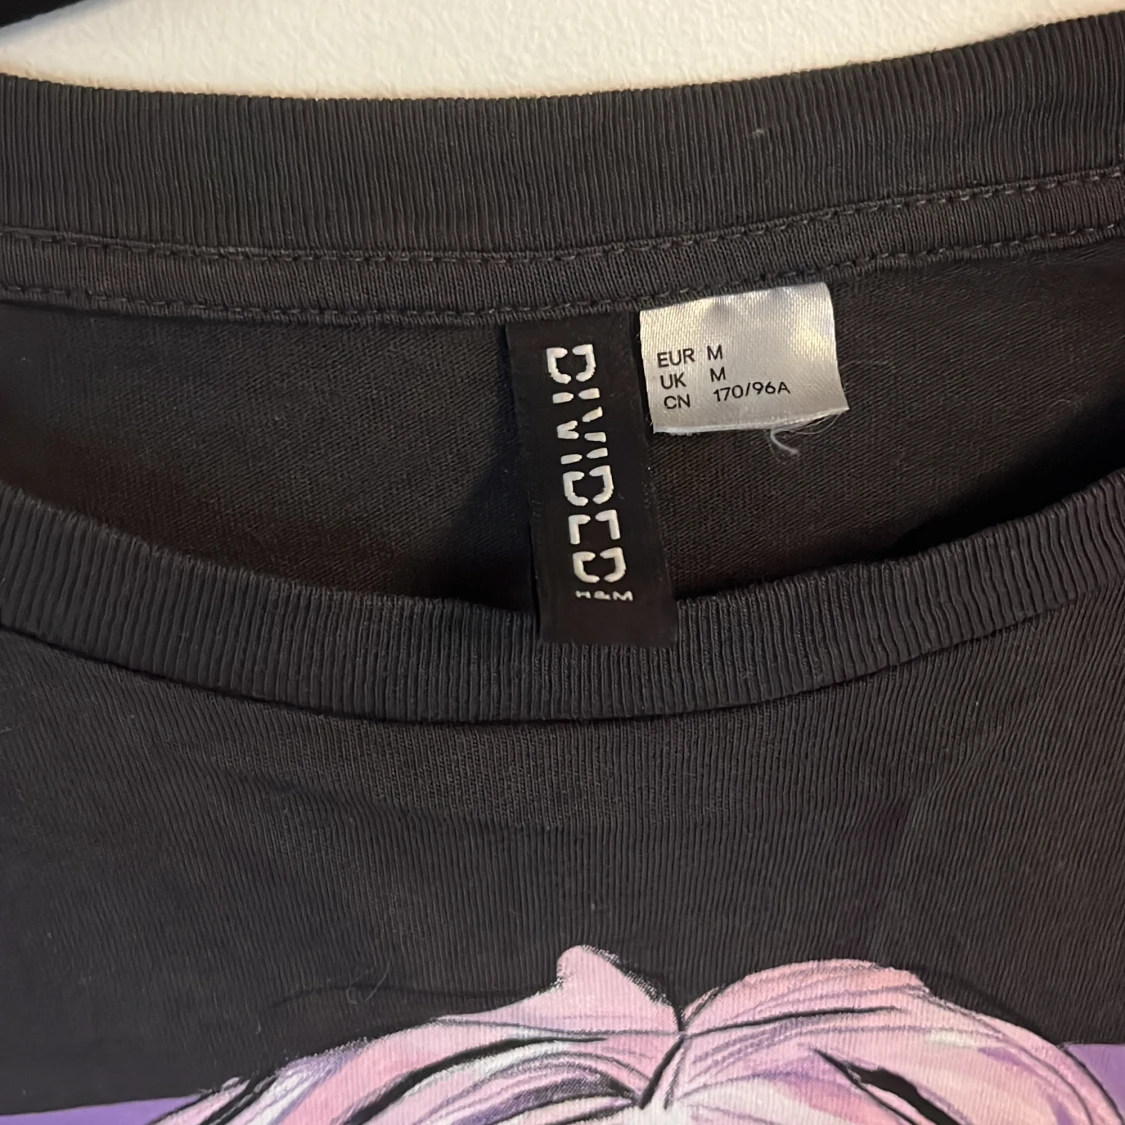 DIVIDED
H&M
EUR M
UK M
CN 170/96A